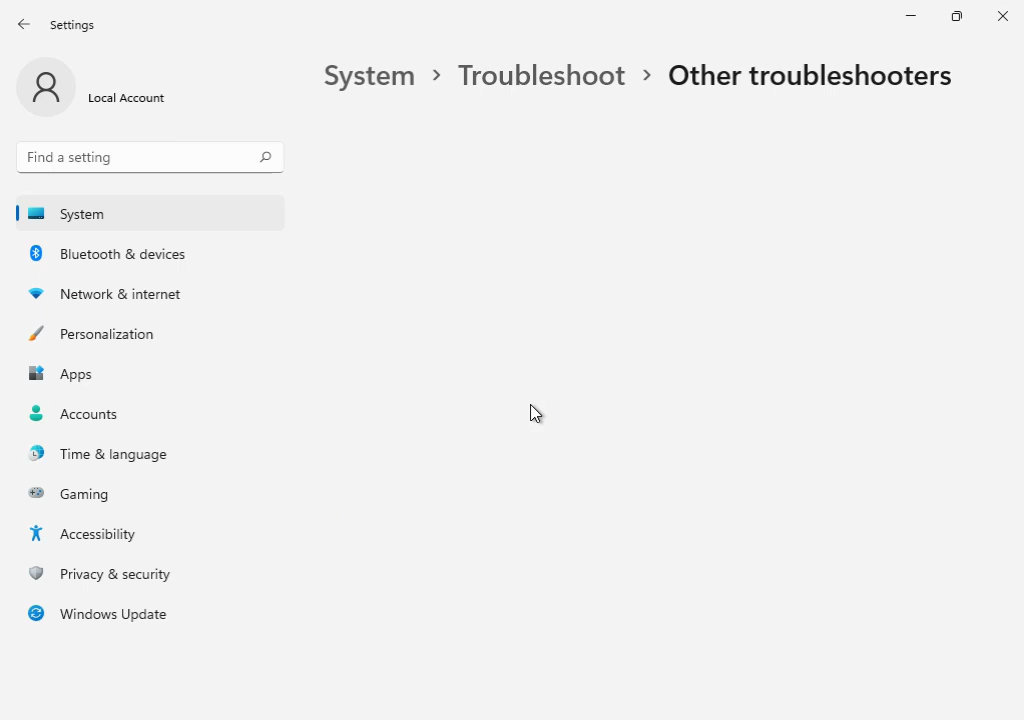 Settings
Local Account
System > Troubleshoot > Other troubleshooters
Find a setting
System
Bluetooth & devices
Network & internet
Personalization
Apps
Accounts
Time & language
Gaming
Accessibility
Privacy & security
Windows Update